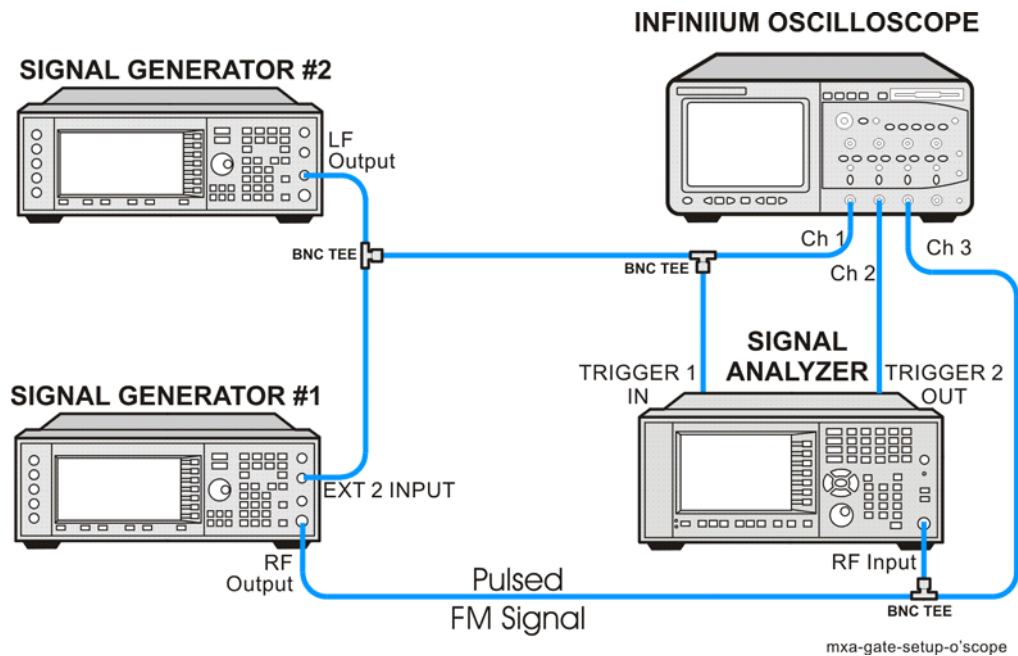 INFINIIUM OSCILLOSCOPE
SIGNAL GENERATOR #2
LF
Output
BNC TEE
Ch 1
BNC TEE
Ch 2
Ch 3
SIGNAL
ANALYZER
TRIGGER 1
IN
TRIGGER 2
OUT
SIGNAL GENERATOR #1
EXT 2 INPUT
RF
Output
RF Input
Pulsed
FM Signal
BNC TEE
mxa-gate-setup-o'scope